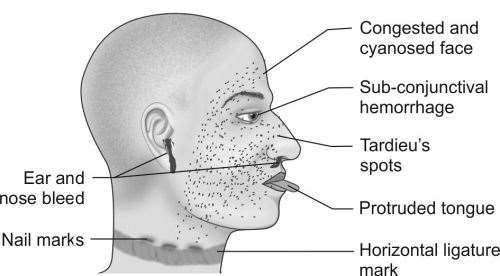 Congested and
cyanosed face
Sub-conjunctival
hemorrhage
Tardieu's
spots
Ear and
nose bleed
Protruded tongue
Nail marks
Horizontal ligature
mark